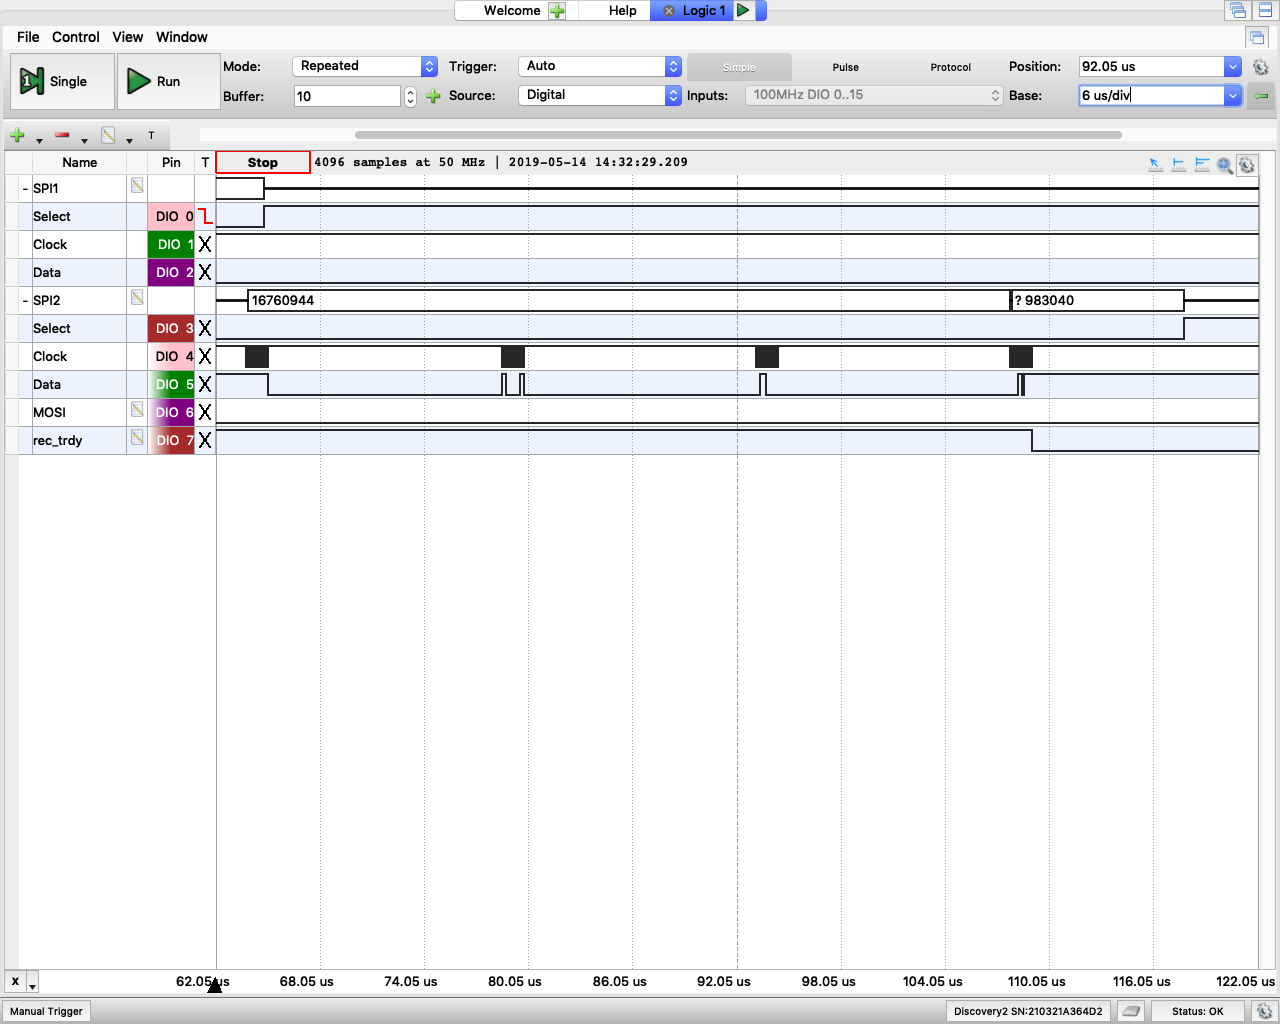 Welcome Help Logic 1
File Control View Window
Single Run Mode: Repeated Trigger: Auto Simple Pulse Protocol Position: 92.05 us
Buffer: 10 Source: Digital Inputs: 100MHz DIO 0..15 Base: 6 us/div
T
Name Pin T Stop 4096 samples at 50 MHz | 2019-05-14 14:32:29.209
- SPI1
Select DIO 0
Clock DIO 1 X
Data DIO 2 X
- SPI2 16760944 ? 983040
Select DIO 3 X
Clock DIO 4 X
Data DIO 5 X
MOSI DIO 6 X
rec_trdy DIO 7 X
X 62.05 us 68.05 us 74.05 us 80.05 us 86.05 us 92.05 us 98.05 us 104.05 us 110.05 us 116.05 us 122.05 us
Manual Trigger Discovery2 SN:210321A364D2 Status: OK